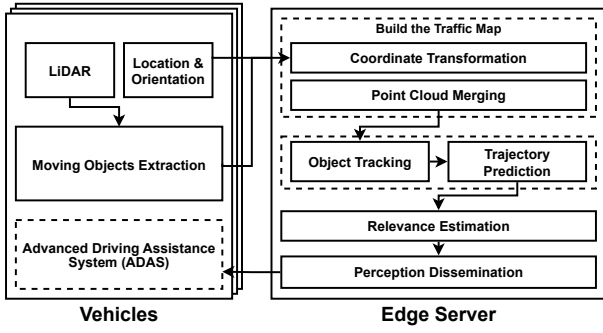 LiDAR
Location &
Orientation
Moving Objects Extraction
Advanced Driving Assistance
System (ADAS)
Vehicles
Build the Traffic Map
Coordinate Transformation
Point Cloud Merging
Object Tracking
Trajectory
Prediction
Relevance Estimation
Perception Dissemination
Edge Server